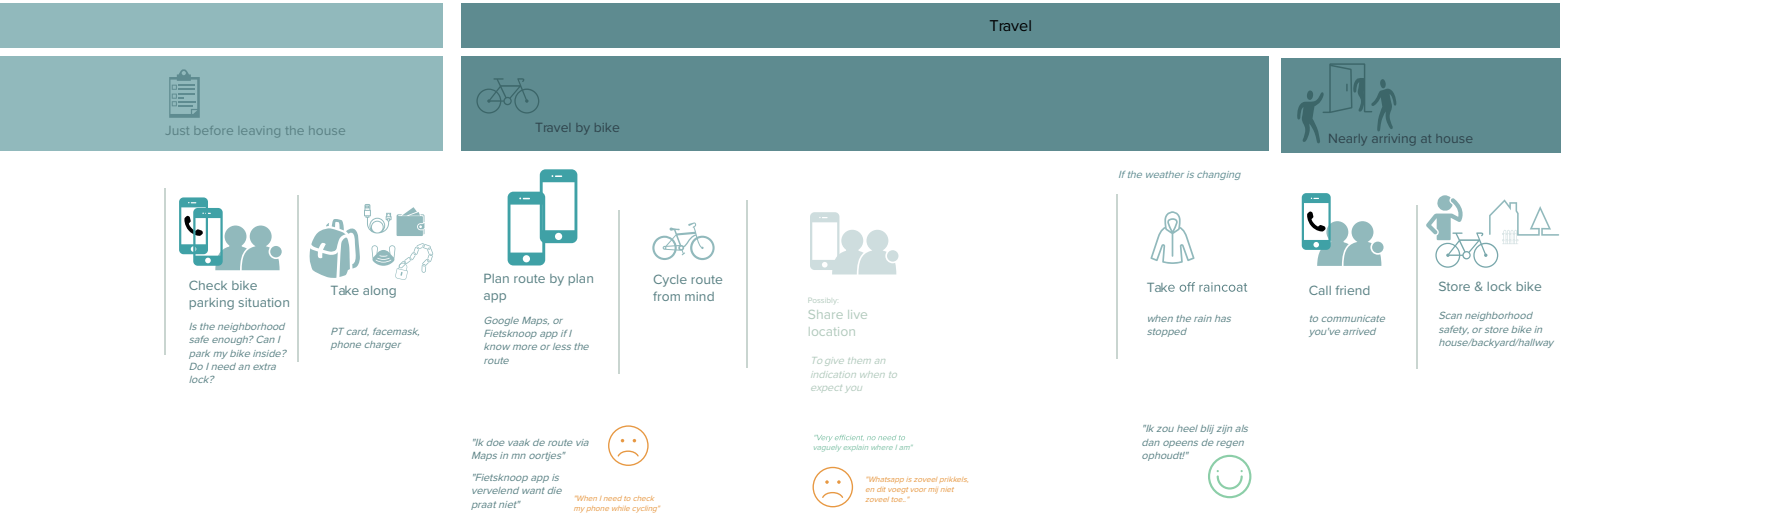 Travel
Just before leaving the house
Travel by bike
Nearly arriving at house
If the weather is changing
Check bike
parking situation
Is the neighborhood
safe enough? Can I
park my bike inside?
Do I need an extra
lock?
Take along
PT card, facemask,
phone charger
Plan route by plan
app
Google Maps, or
Fietsknoop app if I
know more or less the
route
Cycle route
from mind
Possibly:
Share live
location
To give them an
indication when to
expect you
Take off raincoat
when the rain has
stopped
Call friend
to communicate
you've arrived
Store & lock bike
Scan neighborhood
safety, or store bike in
house/backyard/hallway
"Ik doe vaak de route via
Maps in mn oortjes"
"Fietsknoop app is
vervelend want die
praat niet"
"When I need to check
my phone while cycling"
"Very efficient, no need to
vaguely explain where I am"
"Whatsapp is zoveel prikkels,
en dit voegt voor mij niet
zoveel toe.."
"Ik zou heel blij zijn als
dan opeens de regen
ophoudt!"